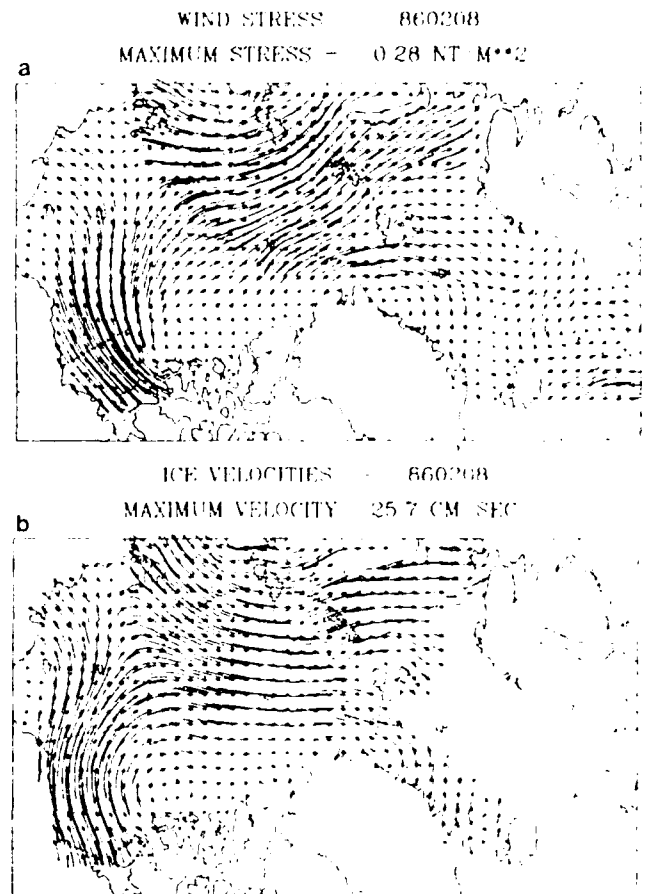 WIND STRESS 860208
MAXIMUM STRESS - 0.28 NT M**2
a
ICE VELOCITIES - 860208
MAXIMUM VELOCITY 25.7 CM SEC
b